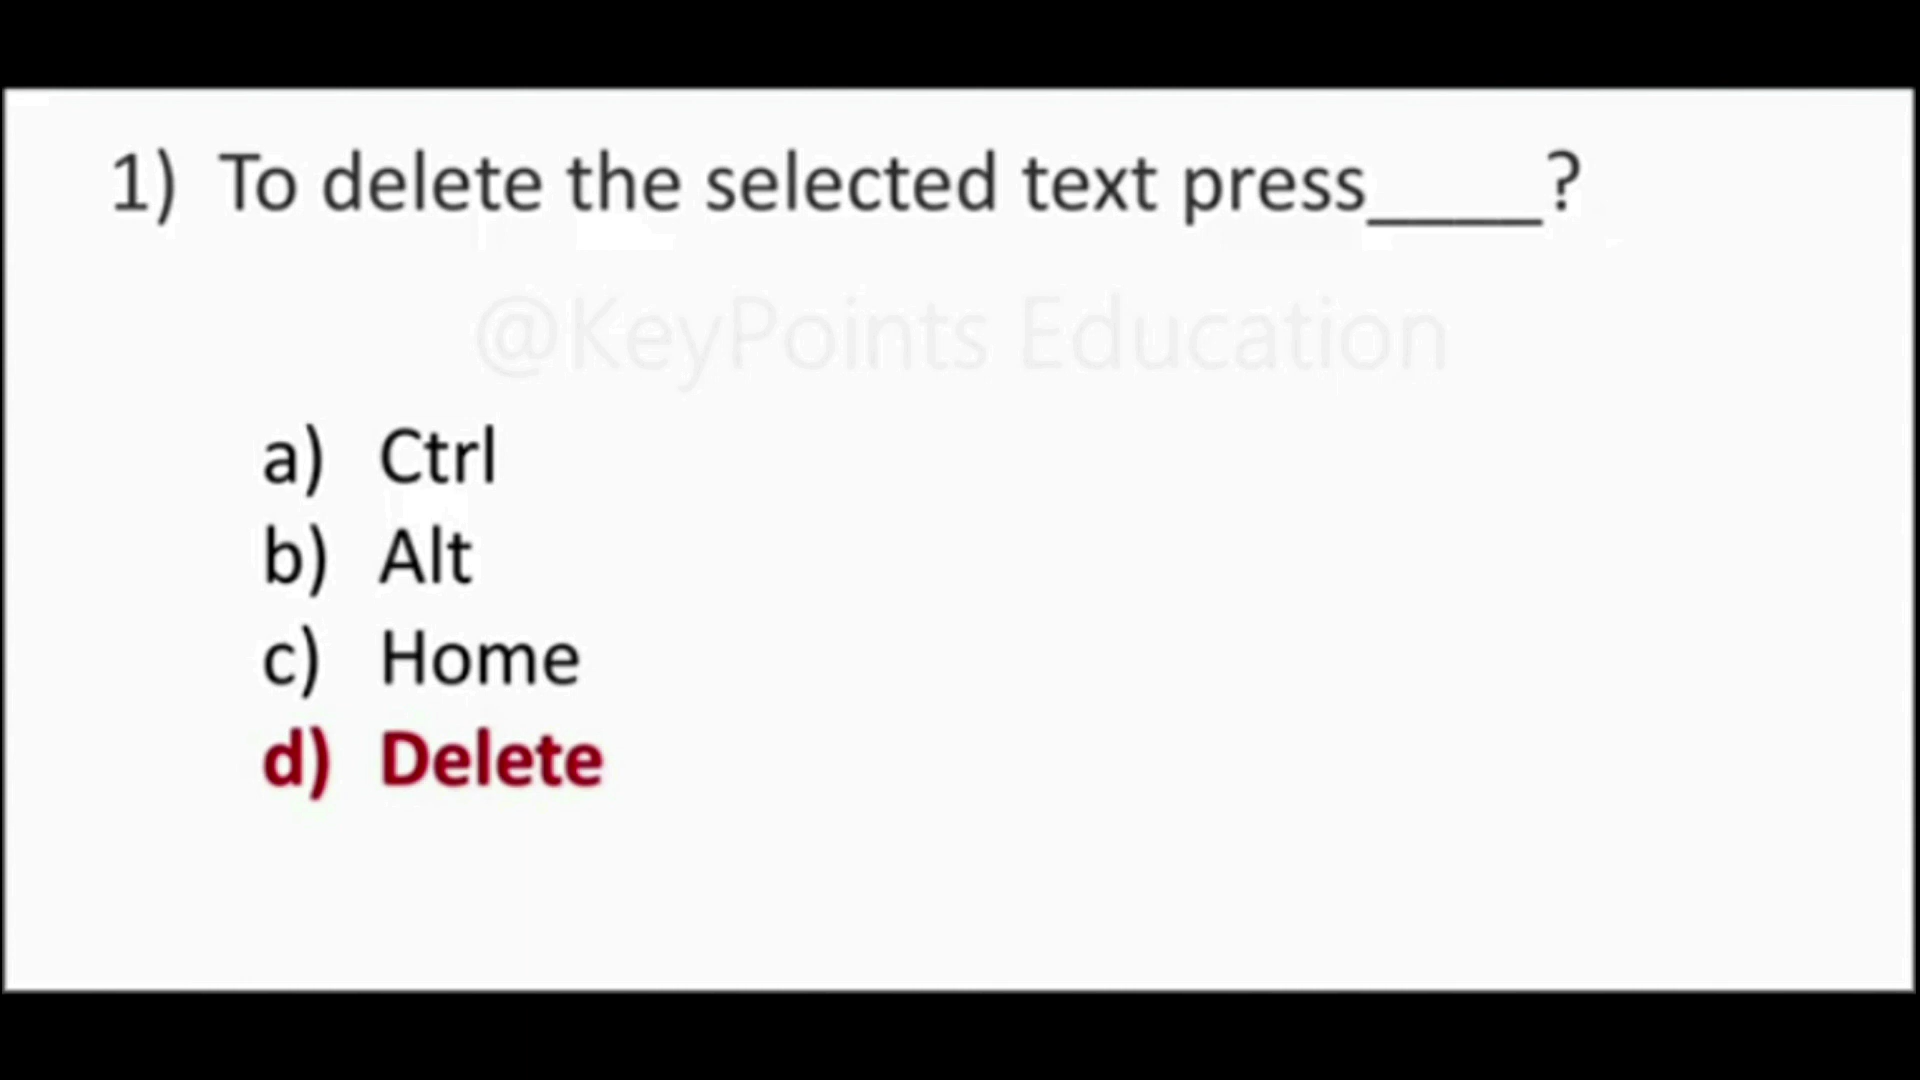 1) To delete the selected text press____?
@KeyPoints Education
a) Ctrl
b) Alt
c) Home
d) Delete